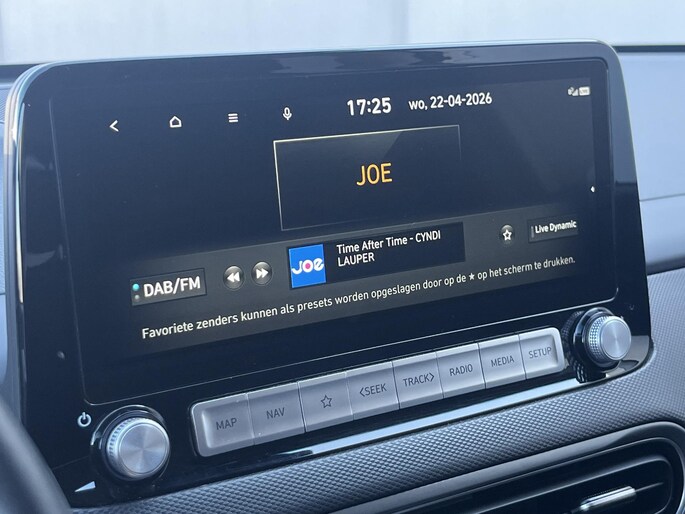 17:25 wo, 22-04-2026
JOE
Time After Time - CYNDI
LAUPER
Live Dynamic
Joe
DAB/FM
Favoriete zenders kunnen als presets worden opgeslagen door op de ★ op het scherm te drukken.
MAP NAV ☆ <SEEK TRACK> RADIO MEDIA SETUP